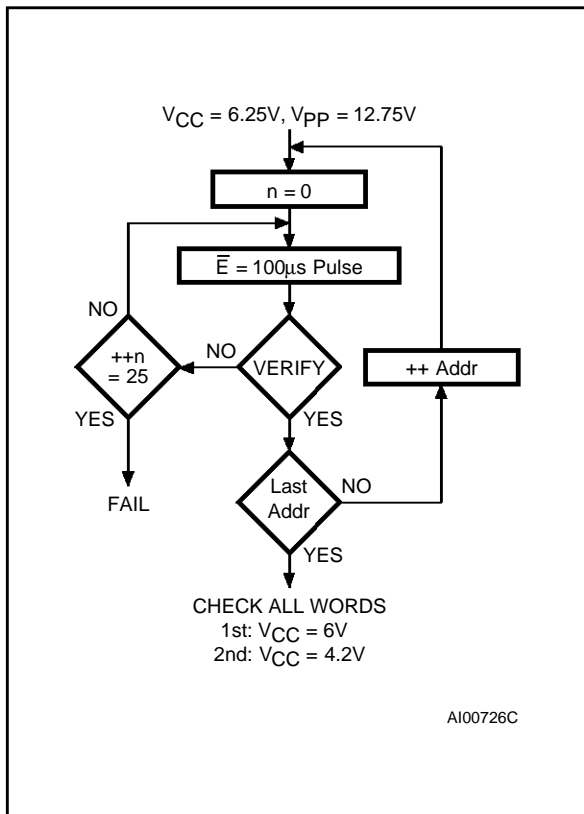 VCC = 6.25V, VPP = 12.75V
n = 0
E̅ = 100µs Pulse
NO
++n
= 25
NO
VERIFY
++ Addr
YES
YES
Last
Addr
NO
FAIL
YES
CHECK ALL WORDS
1st: VCC = 6V
2nd: VCC = 4.2V
AI00726C